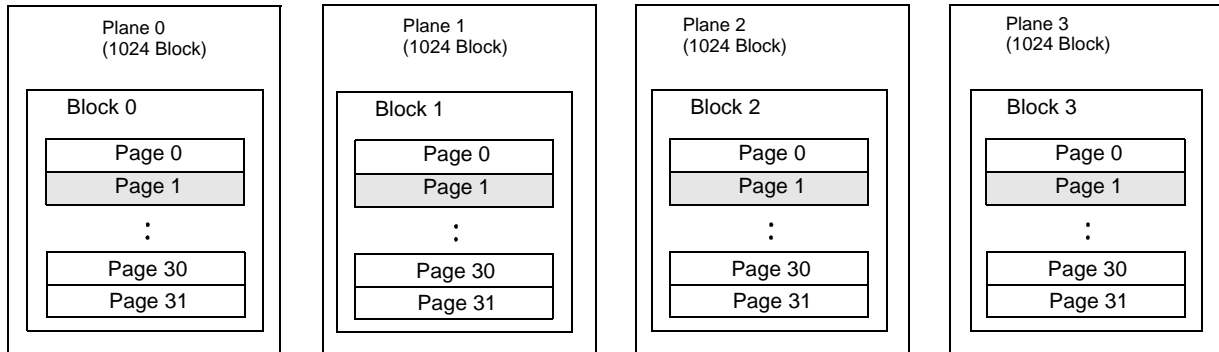 Plane 0
(1024 Block)
Block 0
Page 0
Page 1
Page 30
Page 31
Plane 1
(1024 Block)
Block 1
Page 0
Page 1
Page 30
Page 31
Plane 2
(1024 Block)
Block 2
Page 0
Page 1
Page 30
Page 31
Plane 3
(1024 Block)
Block 3
Page 0
Page 1
Page 30
Page 31